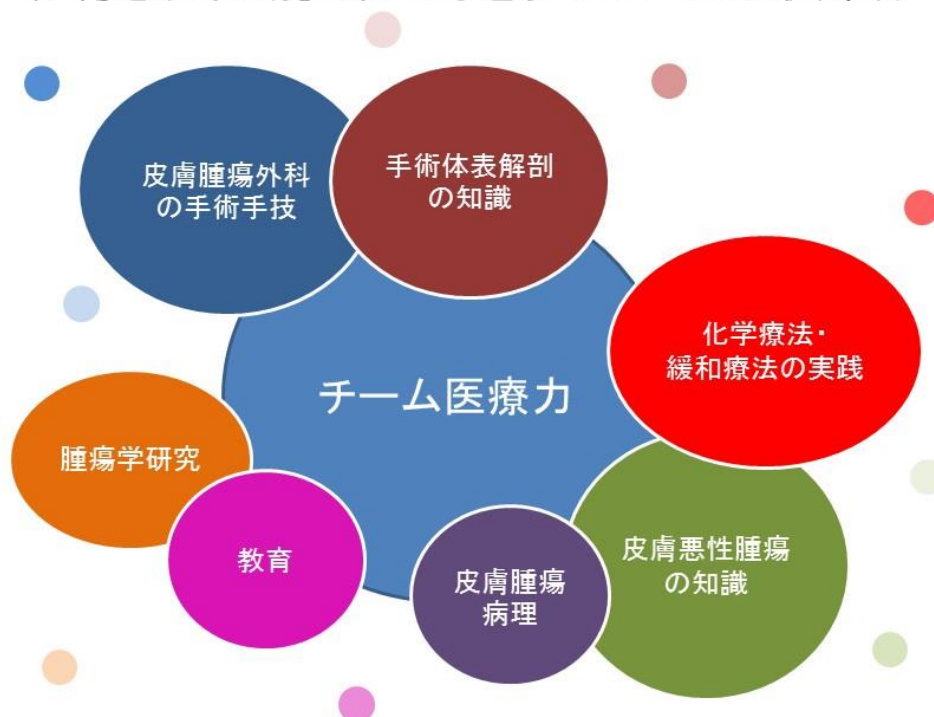 皮膚腫瘍外科
の手術手技
手術体表解剖
の知識
化学療法・
緩和療法の実践
チーム医療力
腫瘍学研究
教育
皮膚腫瘍
病理
皮膚悪性腫瘍
の知識